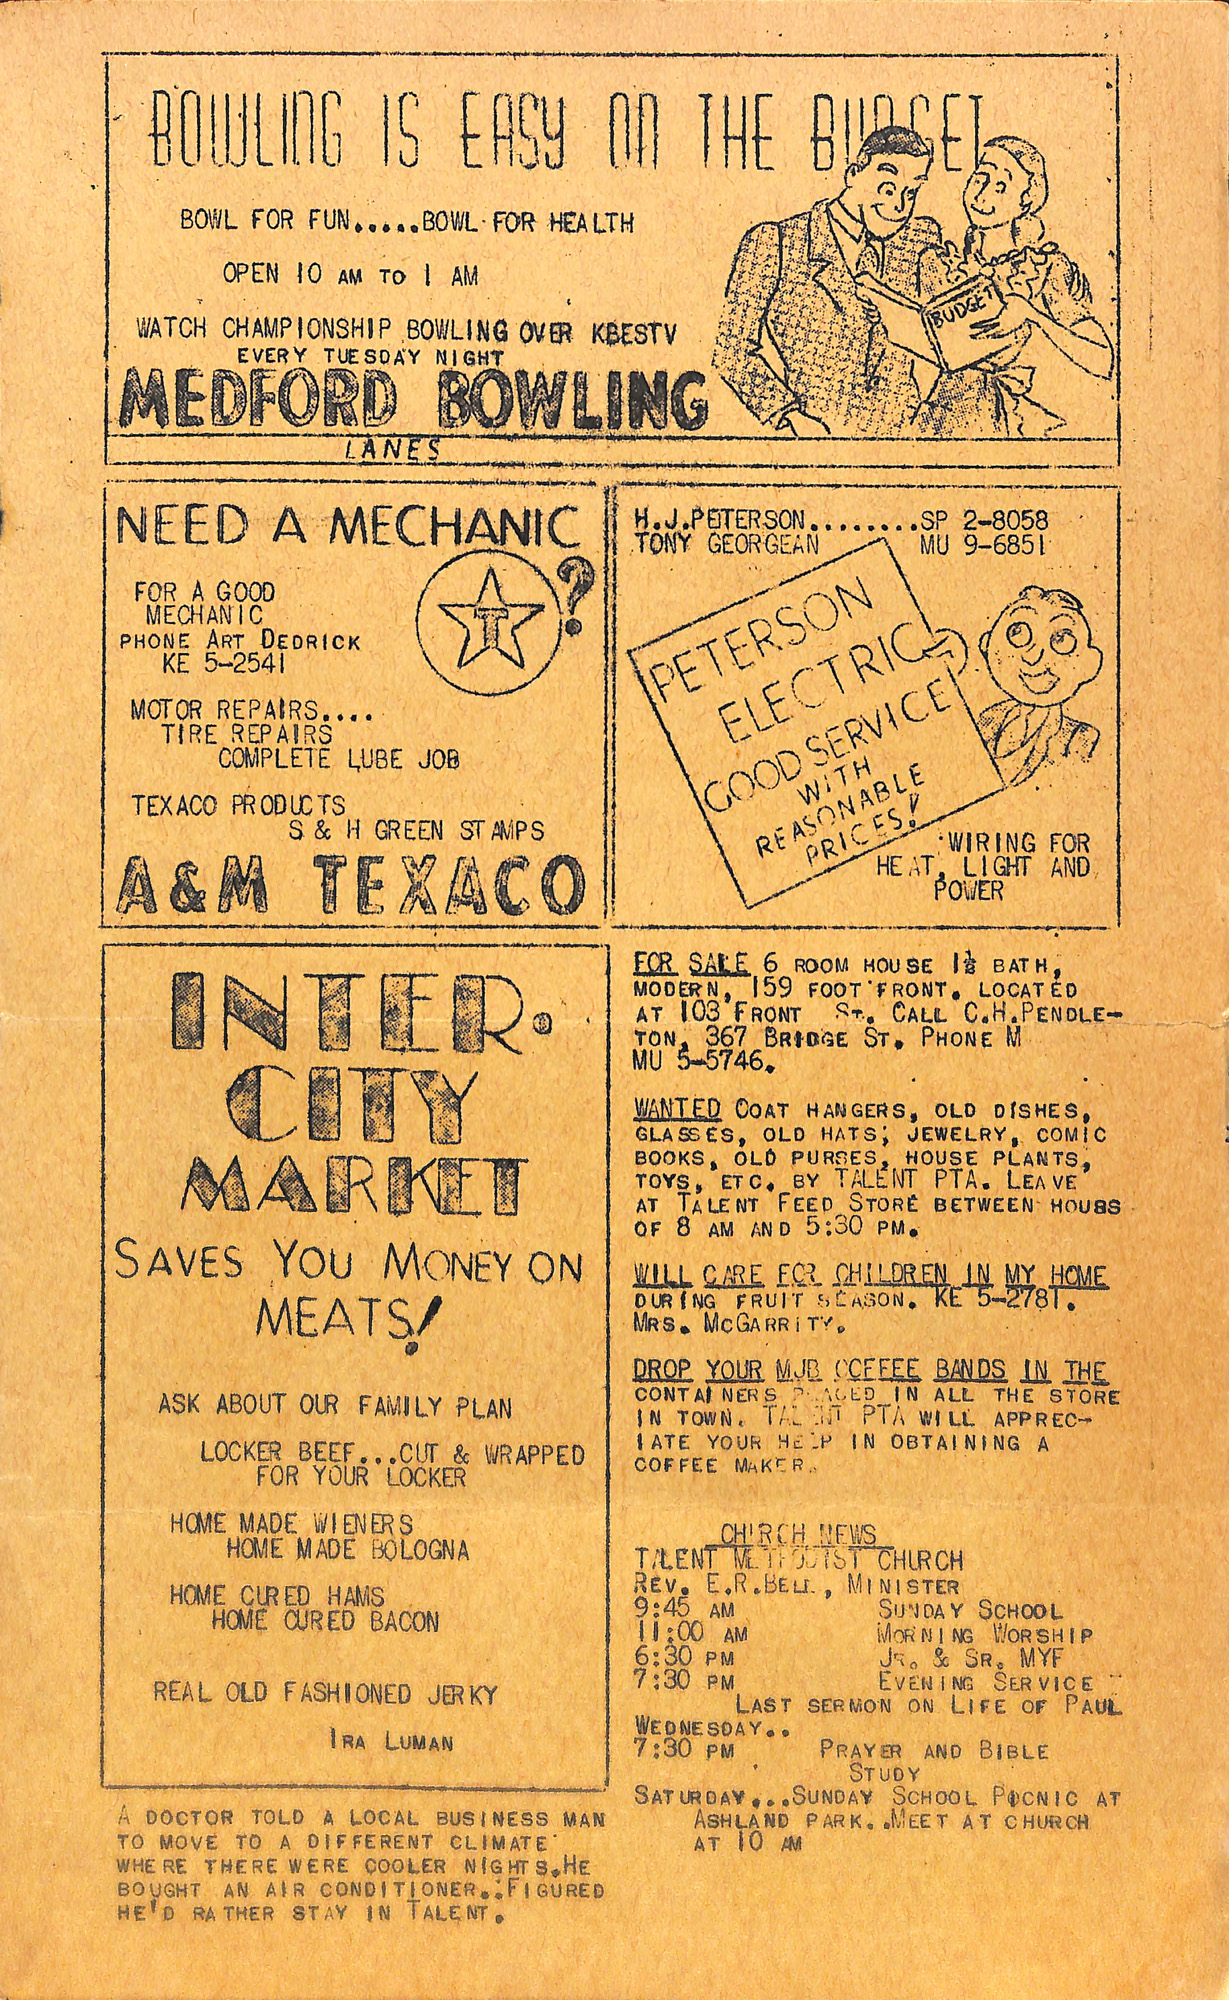 BOWLING IS EASY ON THE BUDGET
BOWL FOR FUN.....BOWL FOR HEALTH
OPEN 10 AM TO 1 AM
WATCH CHAMPIONSHIP BOWLING OVER KBESTV
EVERY TUESDAY NIGHT
MEDFORD BOWLING
LANES
BUDGET
NEED A MECHANIC
?
T
FOR A GOOD
MECHANIC
PHONE ART DEDRICK
KE 5-2541
MOTOR REPAIRS....
TIRE REPAIRS
COMPLETE LUBE JOB
TEXACO PRODUCTS
S & H GREEN STAMPS
A&M TEXACO
H.J.PETERSON........SP 2-8058
TONY GEORGEAN MU 9-6851
PETERSON
ELECTRIC
GOOD SERVICE
WITH
REASONABLE
PRICES!
WIRING FOR
HEAT, LIGHT AND
POWER
INTER-
CITY
MARKET
SAVES YOU MONEY ON
MEATS!
ASK ABOUT OUR FAMILY PLAN
LOCKER BEEF...CUT & WRAPPED
FOR YOUR LOCKER
HOME MADE WIENERS
HOME MADE BOLOGNA
HOME CURED HAMS
HOME CURED BACON
REAL OLD FASHIONED JERKY
IRA LUMAN
A DOCTOR TOLD A LOCAL BUSINESS MAN
TO MOVE TO A DIFFERENT CLIMATE
WHERE THERE WERE COOLER NIGHTS.HE
BOUGHT AN AIR CONDITIONER..FIGURED
HE'D RATHER STAY IN TALENT.
FOR SALE 6 ROOM HOUSE 1½ BATH,
MODERN, 159 FOOT FRONT. LOCATED
AT 103 FRONT ST. CALL C.H.PENDLE-
TON, 367 BRIDGE ST. PHONE M
MU 5-5746.
WANTED COAT HANGERS, OLD DISHES,
GLASSES, OLD HATS, JEWELRY, COMIC
BOOKS, OLD PURSES, HOUSE PLANTS,
TOYS, ETC. BY TALENT PTA. LEAVE
AT TALENT FEED STORE BETWEEN HOURS
OF 8 AM AND 5:30 PM.
WILL CARE FOR CHILDREN IN MY HOME
DURING FRUIT SEASON. KE 5-2781.
MRS. MCGARRITY.
DROP YOUR MJB COFFEE BANDS IN THE
CONTAINERS PLACED IN ALL THE STORE
IN TOWN. TALENT PTA WILL APPREC-
IATE YOUR HELP IN OBTAINING A
COFFEE MAKER.
CHURCH NEWS
TALENT METHODIST CHURCH
REV. E.R.BELL, MINISTER
9:45 AM SUNDAY SCHOOL
11:00 AM MORNING WORSHIP
6:30 PM JR. & SR. MYF
7:30 PM EVENING SERVICE
LAST SERMON ON LIFE OF PAUL
WEDNESDAY..
7:30 PM PRAYER AND BIBLE
STUDY
SATURDAY...SUNDAY SCHOOL PICNIC AT
ASHLAND PARK..MEET AT CHURCH
AT 10 AM